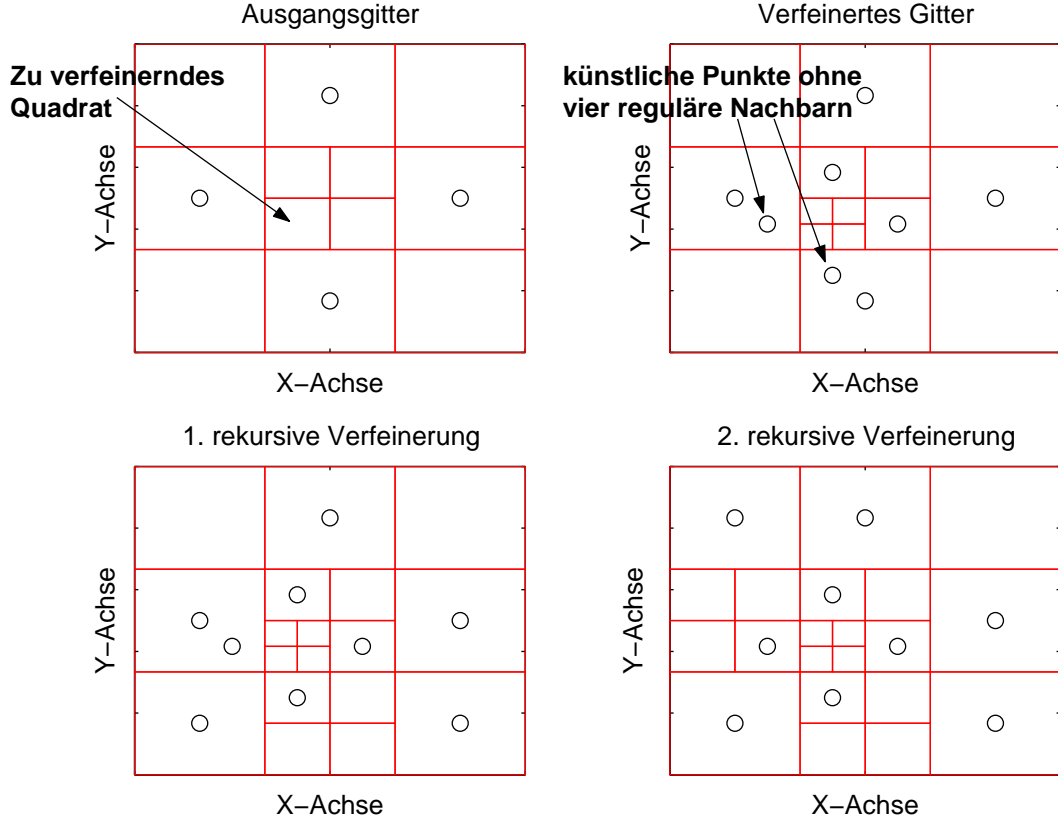 Ausgangsgitter
Zu verfeinerndes
Quadrat
Y−Achse
X−Achse
Verfeinertes Gitter
künstliche Punkte ohne
vier reguläre Nachbarn
Y−Achse
X−Achse
1. rekursive Verfeinerung
Y−Achse
X−Achse
2. rekursive Verfeinerung
Y−Achse
X−Achse